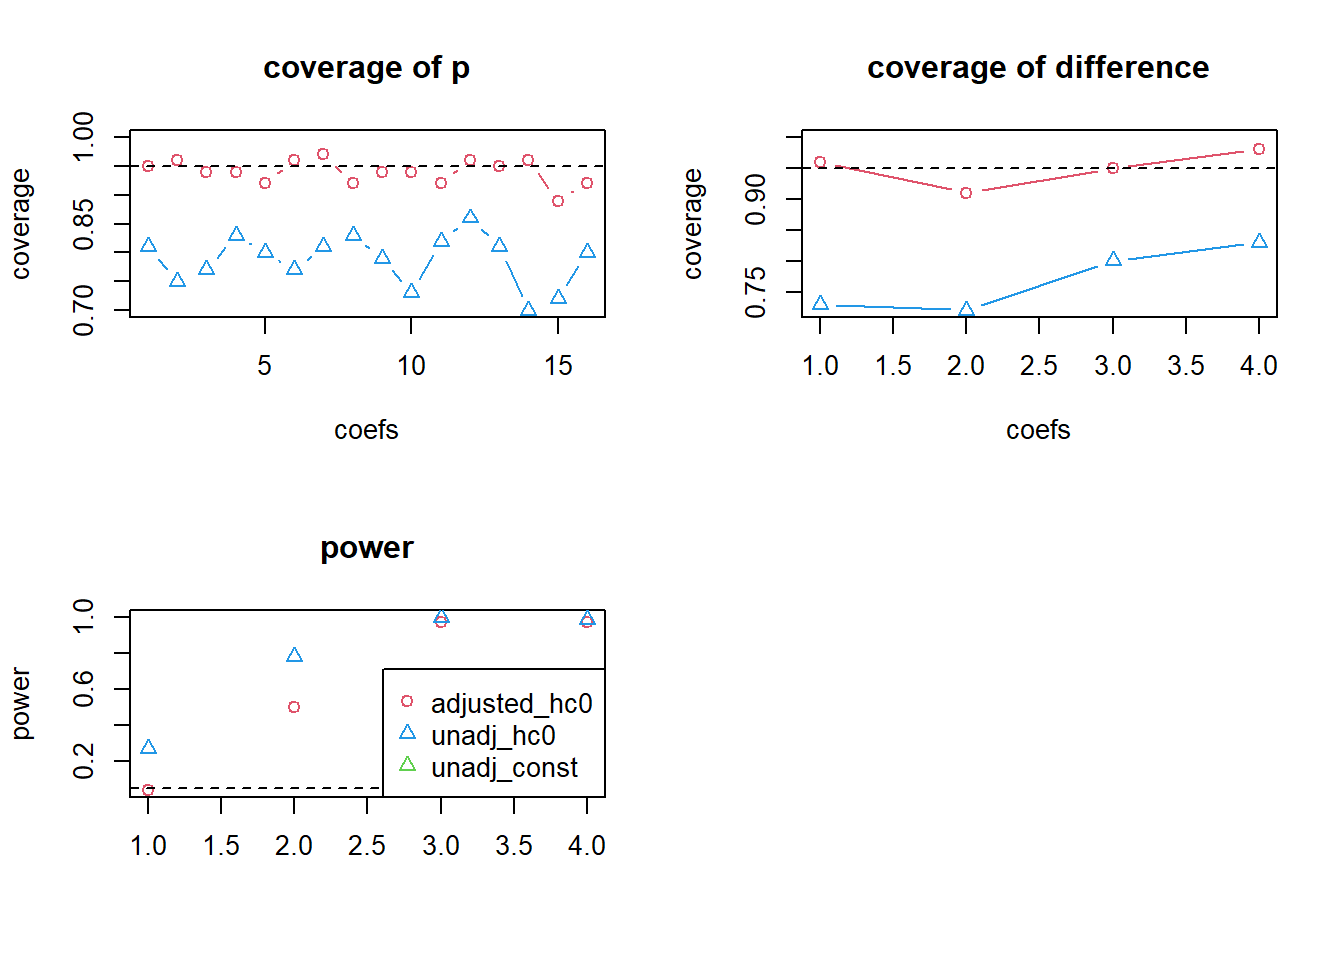 coverage of p
coverage
1.00
0.85
0.70
5 10 15
coefs
coverage of difference
coverage
0.90
0.75
1.0 1.5 2.0 2.5 3.0 3.5 4.0
coefs
power
power
1.0
0.6
0.2
adjusted_hc0
unadj_hc0
unadj_const
1.0 1.5 2.0 2.5 3.0 3.5 4.0